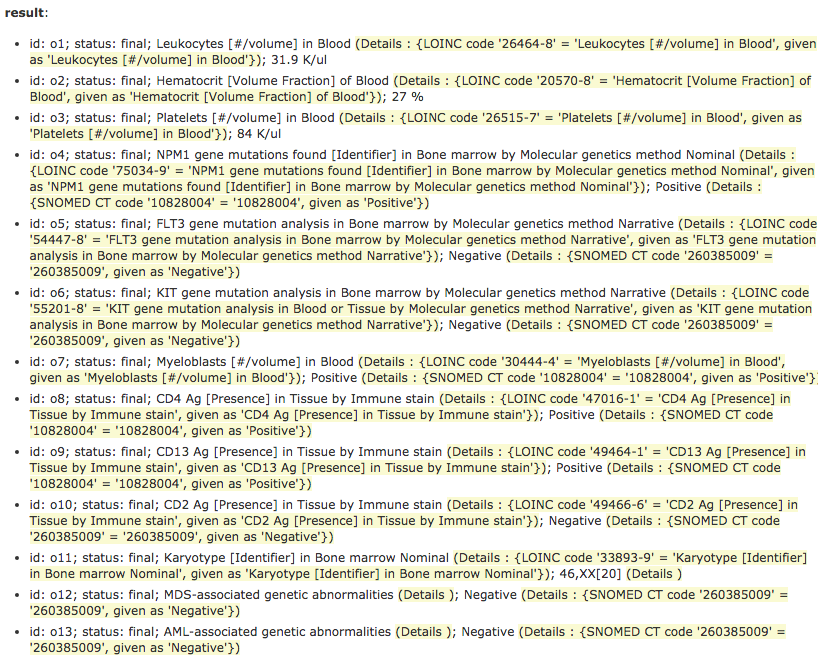 result:
id: o1; status: final; Leukocytes [#/volume] in Blood (Details : {LOINC code '26464-8' = 'Leukocytes [#/volume] in Blood', given
as 'Leukocytes [#/volume] in Blood'}); 31.9 K/ul
id: o2; status: final; Hematocrit [Volume Fraction] of Blood (Details : {LOINC code '20570-8' = 'Hematocrit [Volume Fraction] of
Blood', given as 'Hematocrit [Volume Fraction] of Blood'}); 27 %
id: o3; status: final; Platelets [#/volume] in Blood (Details : {LOINC code '26515-7' = 'Platelets [#/volume] in Blood', given as
'Platelets [#/volume] in Blood'}); 84 K/ul
id: o4; status: final; NPM1 gene mutations found [Identifier] in Bone marrow by Molecular genetics method Nominal (Details :
{LOINC code '75034-9' = 'NPM1 gene mutations found [Identifier] in Bone marrow by Molecular genetics method Nominal', given
as 'NPM1 gene mutations found [Identifier] in Bone marrow by Molecular genetics method Nominal'}); Positive (Details :
{SNOMED CT code '10828004' = '10828004', given as 'Positive'})
id: o5; status: final; FLT3 gene mutation analysis in Bone marrow by Molecular genetics method Narrative (Details : {LOINC code
'54447-8' = 'FLT3 gene mutation analysis in Bone marrow by Molecular genetics method Narrative', given as 'FLT3 gene mutation
analysis in Bone marrow by Molecular genetics method Narrative'}); Negative (Details : {SNOMED CT code '260385009' =
'260385009', given as 'Negative'})
id: o6; status: final; KIT gene mutation analysis in Bone marrow by Molecular genetics method Narrative (Details : {LOINC code
'55201-8' = 'KIT gene mutation analysis in Blood or Tissue by Molecular genetics method Narrative', given as 'KIT gene mutation
analysis in Bone marrow by Molecular genetics method Narrative'}); Negative (Details : {SNOMED CT code '260385009' =
'260385009', given as 'Negative'})
id: o7; status: final; Myeloblasts [#/volume] in Blood (Details : {LOINC code '30444-4' = 'Myeloblasts [#/volume] in Blood',
given as 'Myeloblasts [#/volume] in Blood'}); Positive (Details : {SNOMED CT code '10828004' = '10828004', given as 'Positive'}
id: o8; status: final; CD4 Ag [Presence] in Tissue by Immune stain (Details : {LOINC code '47016-1' = 'CD4 Ag [Presence] in
Tissue by Immune stain', given as 'CD4 Ag [Presence] in Tissue by Immune stain'}); Positive (Details : {SNOMED CT code
'10828004' = '10828004', given as 'Positive'})
id: o9; status: final; CD13 Ag [Presence] in Tissue by Immune stain (Details : {LOINC code '49464-1' = 'CD13 Ag [Presence] in
Tissue by Immune stain', given as 'CD13 Ag [Presence] in Tissue by Immune stain'}); Positive (Details : {SNOMED CT code
'10828004' = '10828004', given as 'Positive'})
id: o10; status: final; CD2 Ag [Presence] in Tissue by Immune stain (Details : {LOINC code '49466-6' = 'CD2 Ag [Presence] in
Tissue by Immune stain', given as 'CD2 Ag [Presence] in Tissue by Immune stain'}); Negative (Details : {SNOMED CT code
'260385009' = '260385009', given as 'Negative'})
id: o11; status: final; Karyotype [Identifier] in Bone marrow Nominal (Details : {LOINC code '33893-9' = 'Karyotype [Identifier]
in Bone marrow Nominal', given as 'Karyotype [Identifier] in Bone marrow Nominal'}); 46,XX[20] (Details )
id: o12; status: final; MDS-associated genetic abnormalities (Details ); Negative (Details : {SNOMED CT code '260385009' =
'260385009', given as 'Negative'})
id: o13; status: final; AML-associated genetic abnormalities (Details ); Negative (Details : {SNOMED CT code '260385009' =
'260385009', given as 'Negative'})